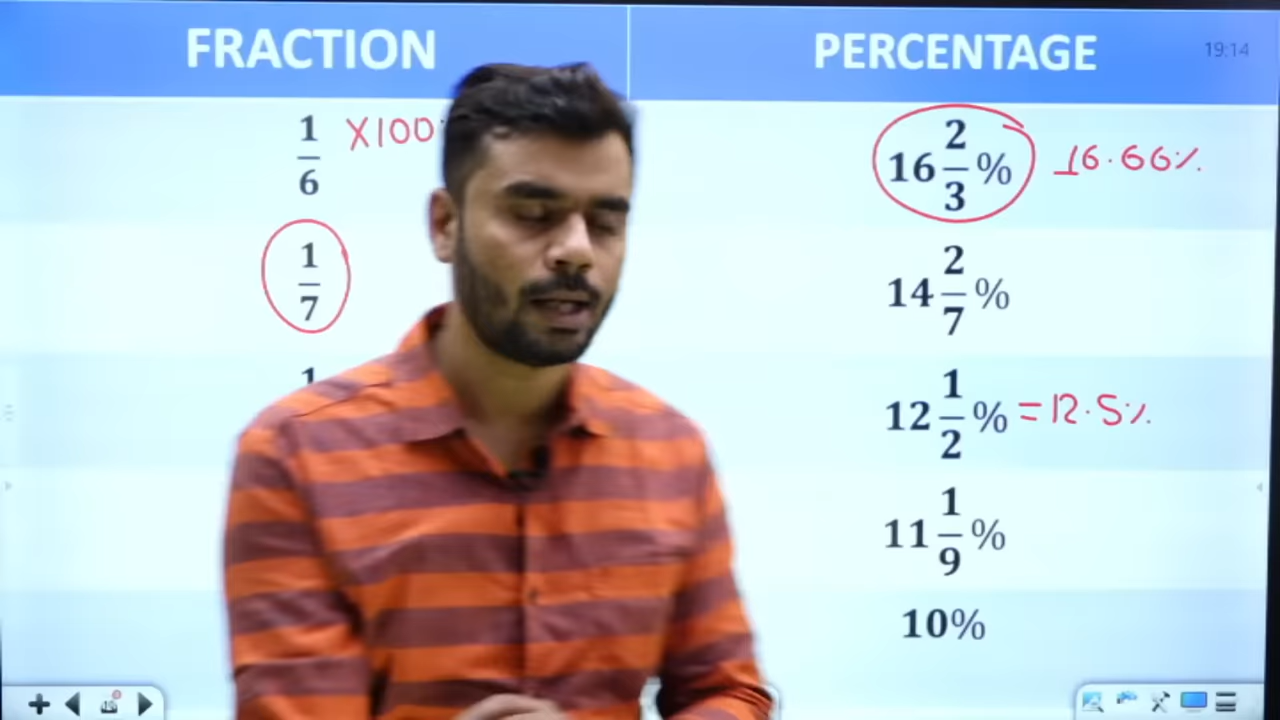 FRACTION PERCENTAGE 19:14
1/6 X100 16 2/3 % 16.66%
1/7 14 2/7 %
1 12 1/2 % = 12.5%
11 1/9 %
10%